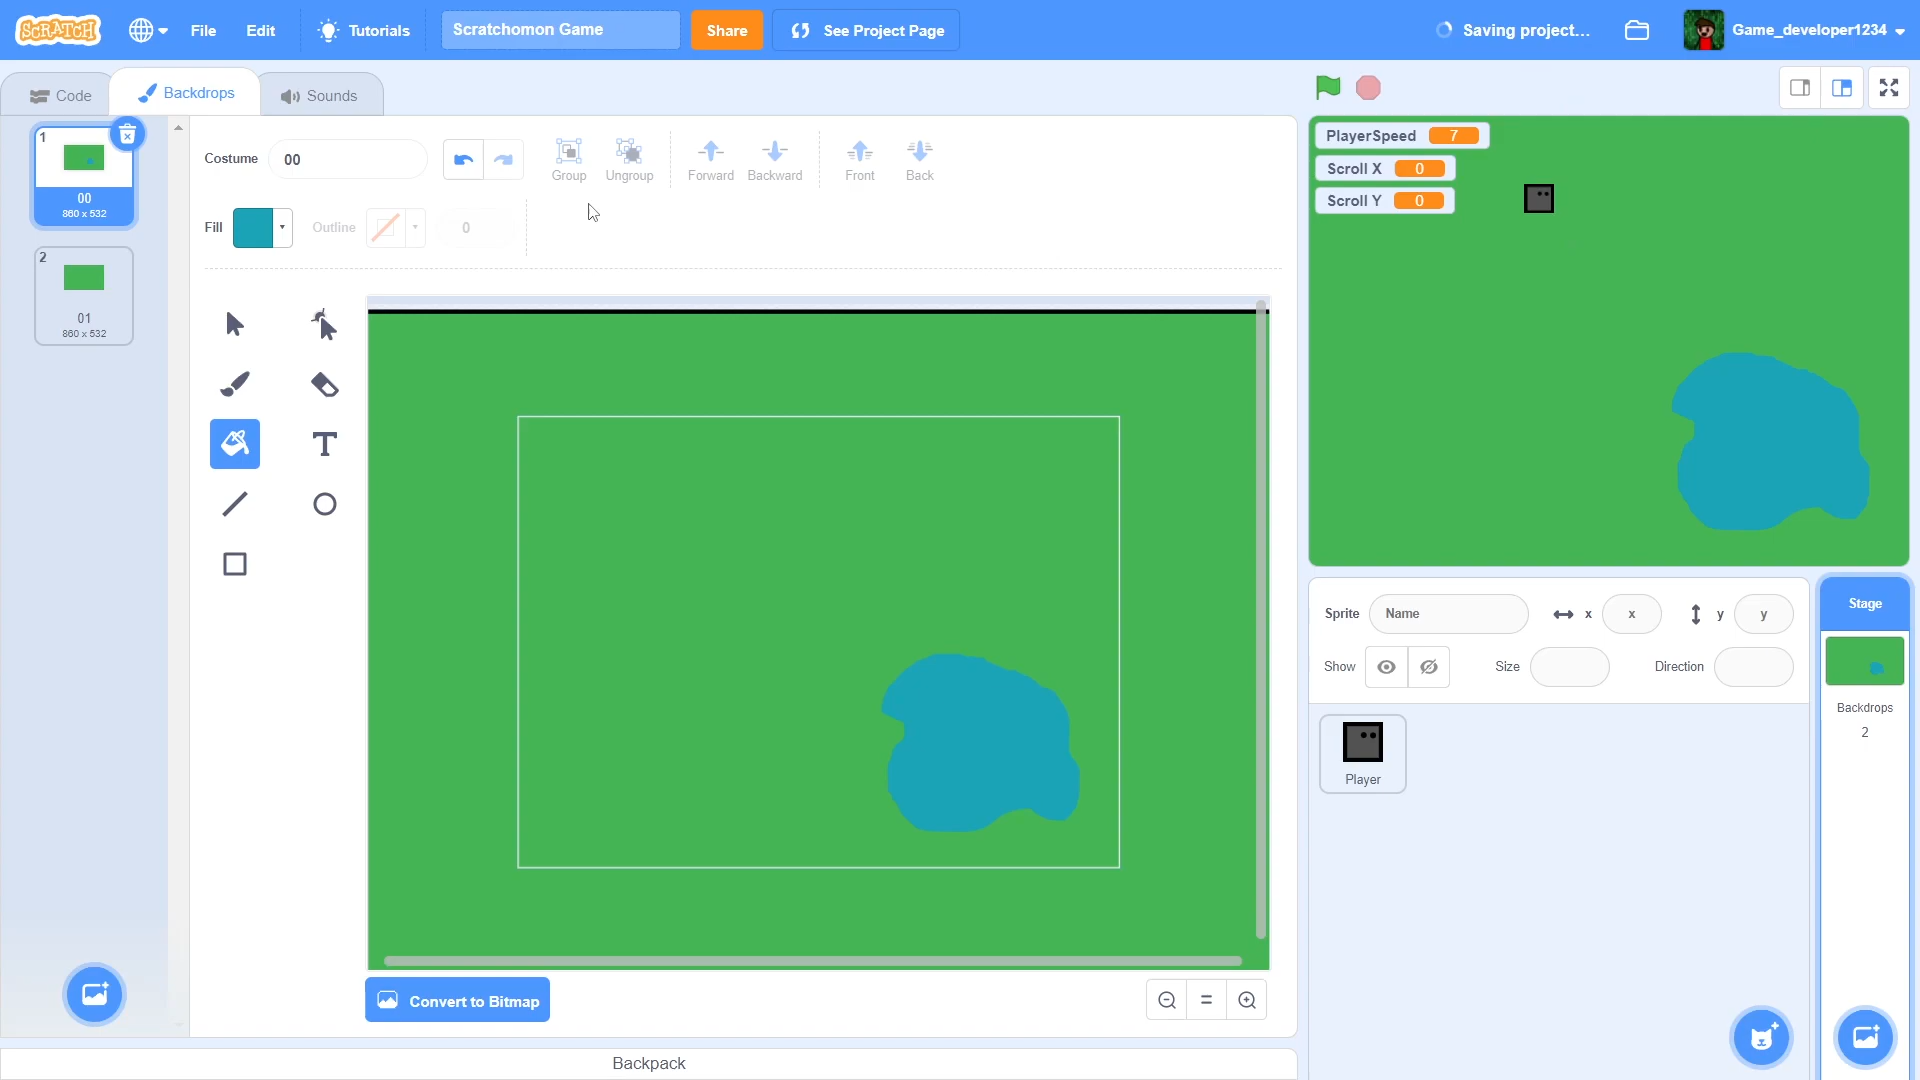 SCRATCH
File
Edit
Tutorials
Scratchomon Game
Share
See Project Page
Saving project...
Game_developer1234
Code
Backdrops
Sounds
1
00
860 x 532
2
01
860 x 532
Costume
00
Group
Ungroup
Forward
Backward
Front
Back
Fill
Outline
0
T
Convert to Bitmap
Backpack
PlayerSpeed 7
Scroll X 0
Scroll Y 0
Sprite
Name
x
x
y
y
Show
Size
Direction
Player
Stage
Backdrops
2